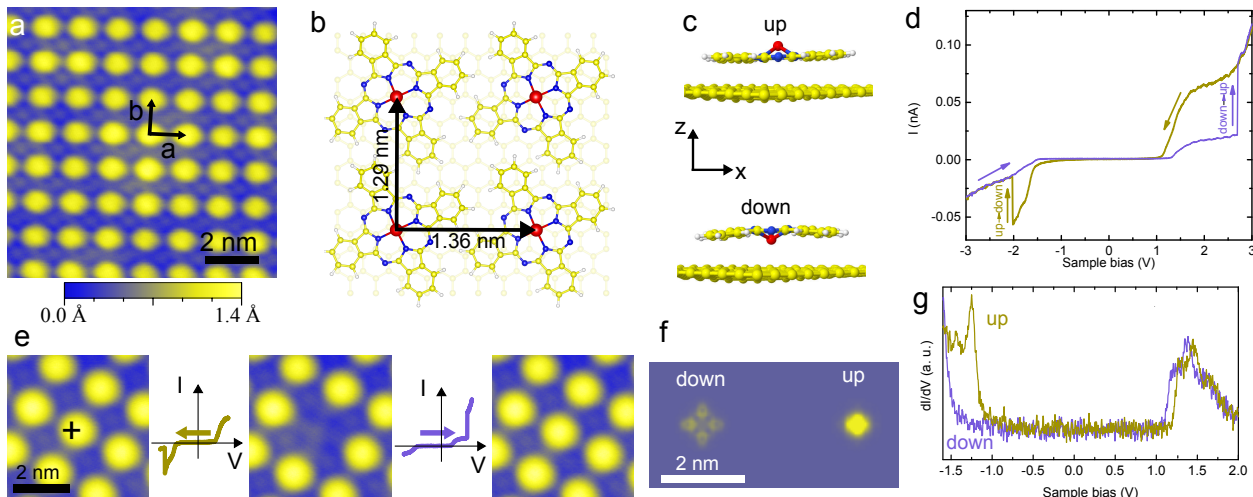 a
b
a
2 nm
0.0 Å
1.4 Å
b
1.29 nm
1.36 nm
c
up
z
x
down
d
I (nA)
0.10
0.05
0.00
-0.05
up→down
down→up
-3
-2
-1
0
1
2
3
Sample bias (V)
e
2 nm
I
V
I
V
f
down
up
2 nm
g
dI/dV (a. u.)
up
down
-1.5
-1.0
-0.5
0.0
0.5
1.0
1.5
2.0
Sample bias (V)